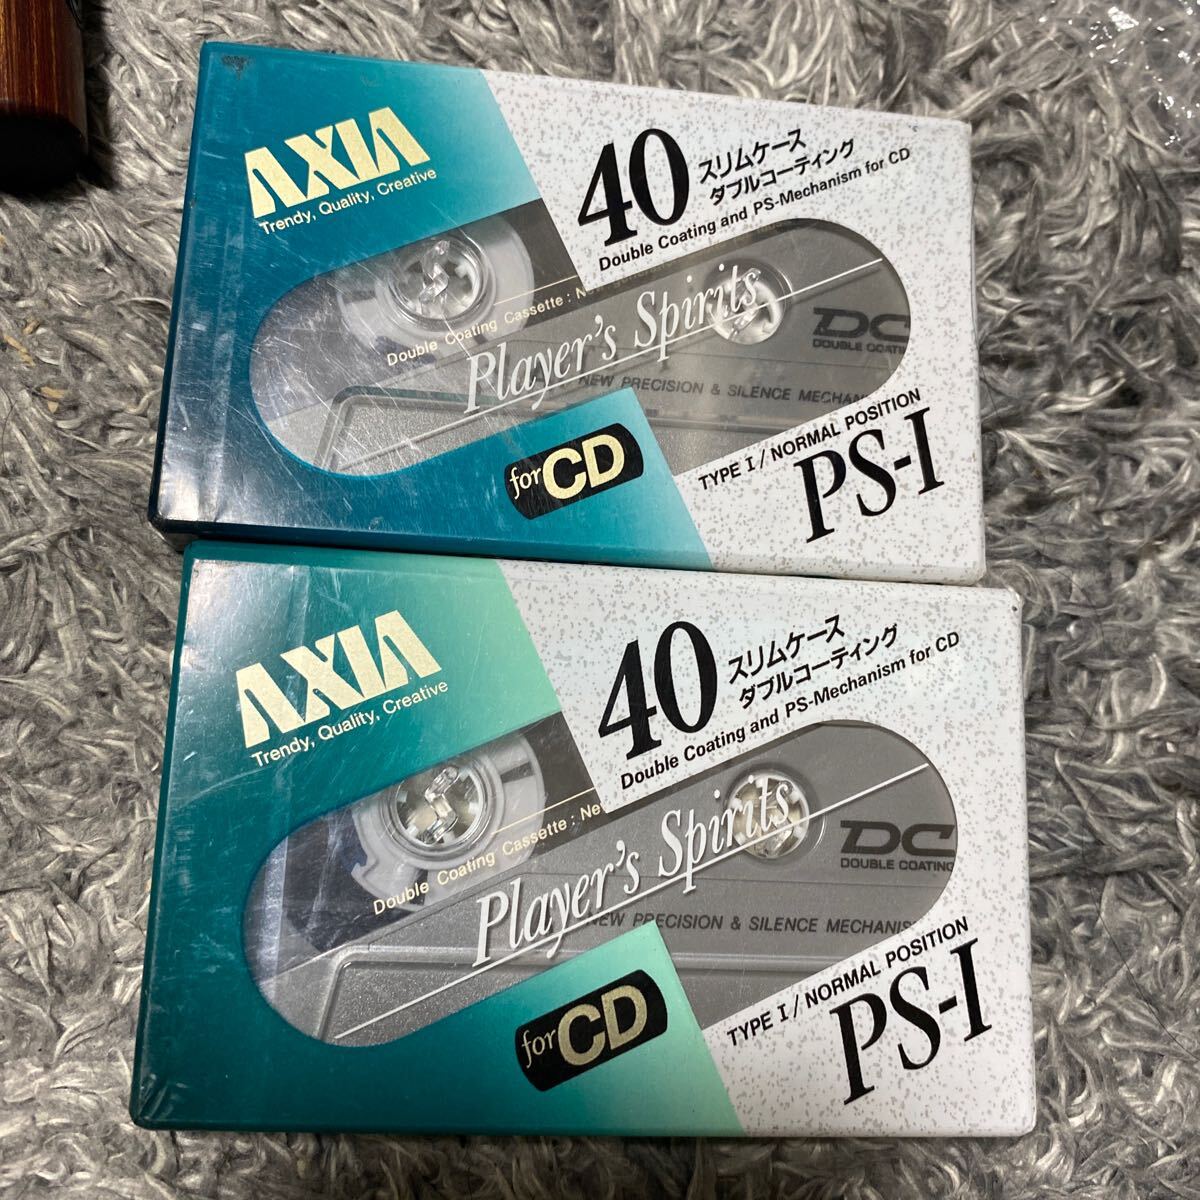 AXIA
Trendy, Quality, Creative
40
スリムケース
ダブルコーティング
Double Coating and PS-Mechanism for CD
Double Coating Cassette:
Player's Spirits
DC
DOUBLE COATI
NEW PRECISION & SILENCE MECHAN
for CD
TYPE I / NORMAL POSITION
PS-I
AXIA
Trendy, Quality, Creative
40
スリムケース
ダブルコーティング
Double Coating and PS-Mechanism for CD
Double Coating Cassette: Ne
Player's Spirits
DC
DOUBLE COATING
NEW PRECISION & SILENCE MECHANIS
for CD
TYPE I / NORMAL POSITION
PS-I